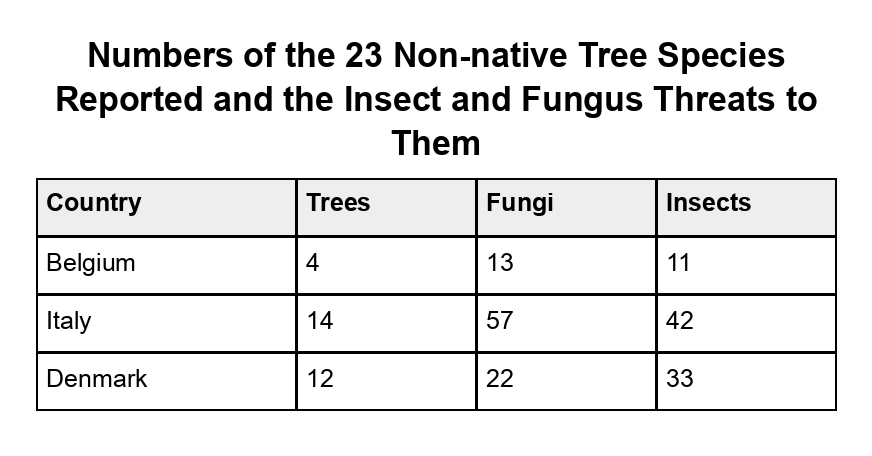 Numbers of the 23 Non-native Tree Species
Reported and the Insect and Fungus Threats to
Them
Country Trees Fungi Insects
Belgium 4 13 11
Italy 14 57 42
Denmark 12 22 33